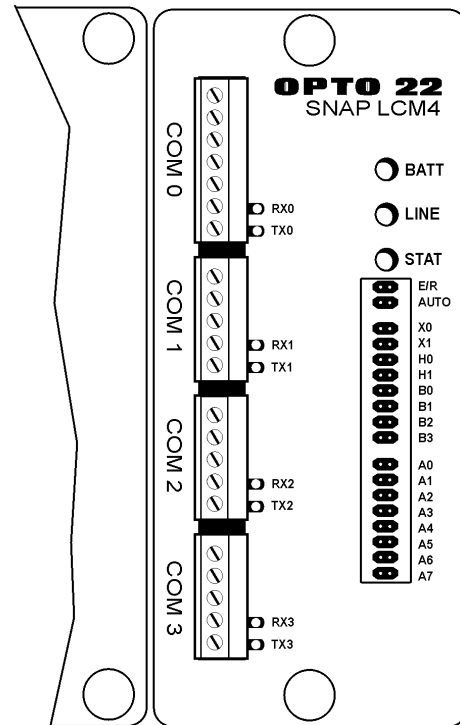 OPTO 22
SNAP LCM4
COM 0
RX0
TX0
COM 1
RX1
TX1
COM 2
RX2
TX2
COM 3
RX3
TX3
BATT
LINE
STAT
E/R
AUTO
X0
X1
H0
H1
B0
B1
B2
B3
A0
A1
A2
A3
A4
A5
A6
A7